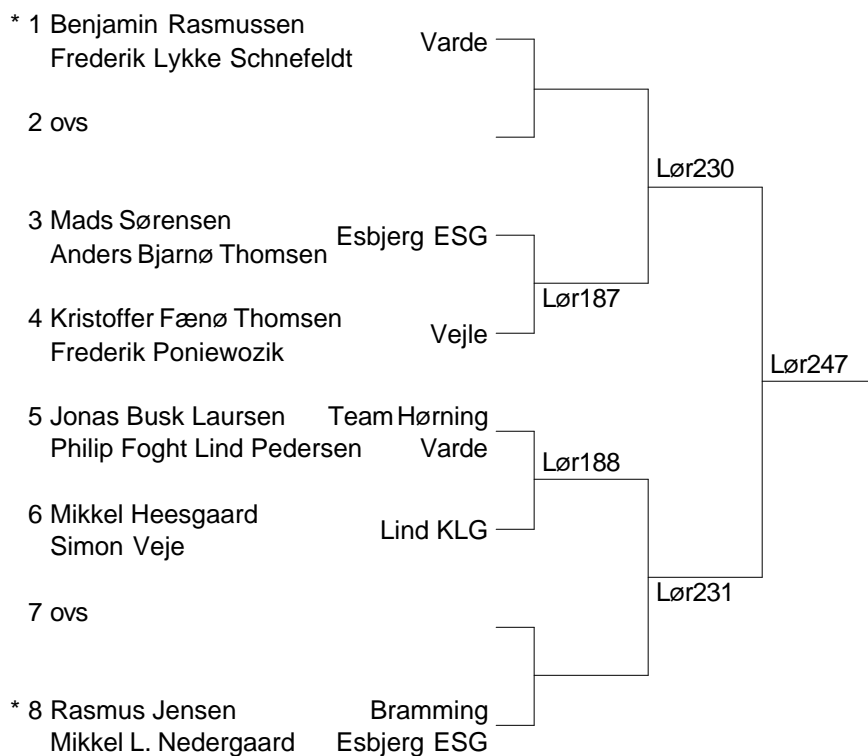 * 1 Benjamin Rasmussen Varde
Frederik Lykke Schnefeldt
2 ovs
Lør230
3 Mads Sørensen Esbjerg ESG
Anders Bjarnø Thomsen
Lør187
4 Kristoffer Fænø Thomsen Vejle
Frederik Poniewozik
Lør247
5 Jonas Busk Laursen Team Hørning
Philip Foght Lind Pedersen Varde
Lør188
6 Mikkel Heesgaard Lind KLG
Simon Veje
Lør231
7 ovs
* 8 Rasmus Jensen Bramming
Mikkel L. Nedergaard Esbjerg ESG